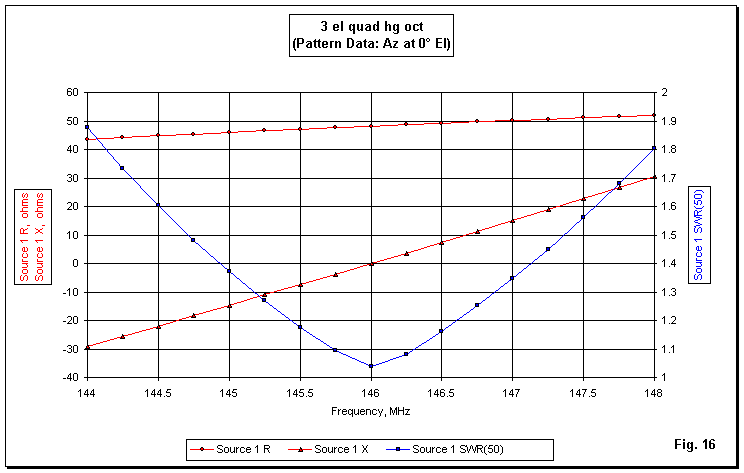 3 el quad hg oct
(Pattern Data: Az at 0° El)
60
50
40
30
20
10
0
-10
-20
-30
-40
Source 1 R, ohms
Source 1 X, ohms
2
1.9
1.8
1.7
1.6
1.5
1.4
1.3
1.2
1.1
1
Source 1 SWR(50)
144 144.5 145 145.5 146 146.5 147 147.5 148
Frequency, MHz
Source 1 R Source 1 X Source 1 SWR(50)
Fig. 16